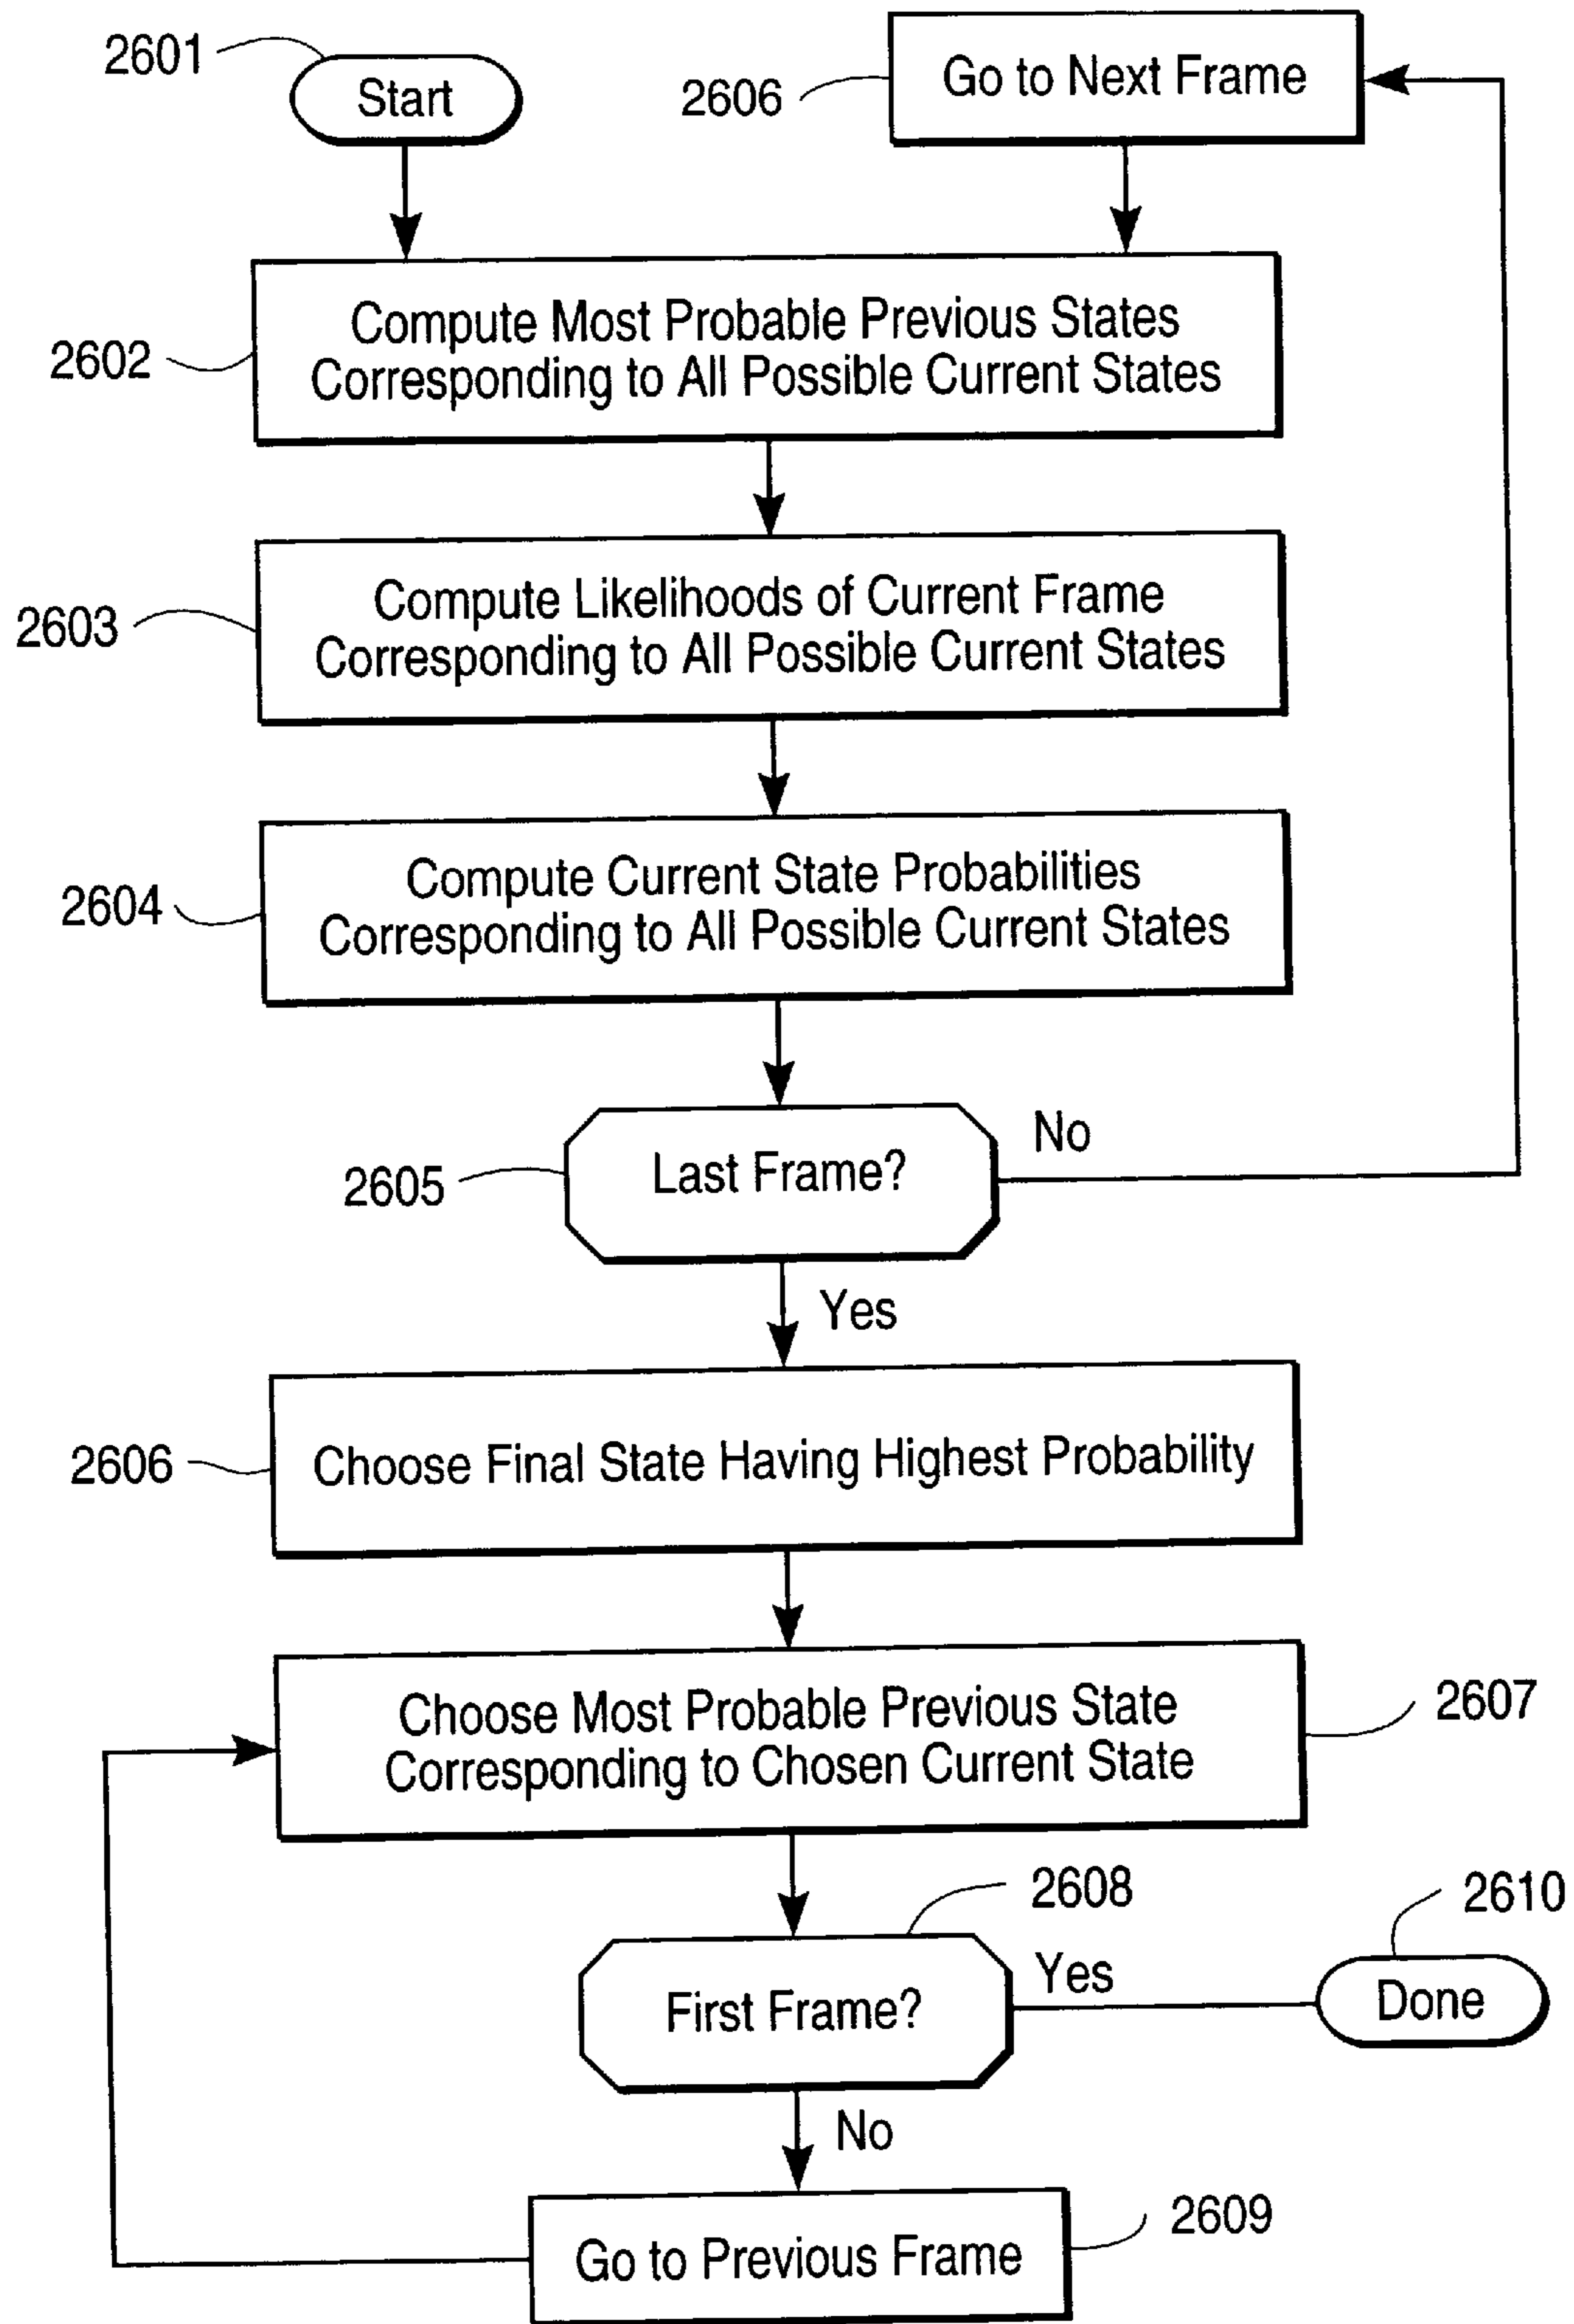 2601
Start
2606
Go to Next Frame
2602
Compute Most Probable Previous States
Corresponding to All Possible Current States
2603
Compute Likelihoods of Current Frame
Corresponding to All Possible Current States
2604
Compute Current State Probabilities
Corresponding to All Possible Current States
2605
Last Frame?
No
Yes
2606
Choose Final State Having Highest Probability
Choose Most Probable Previous State
Corresponding to Chosen Current State
2607
2608
First Frame?
Yes
2610
Done
No
2609
Go to Previous Frame